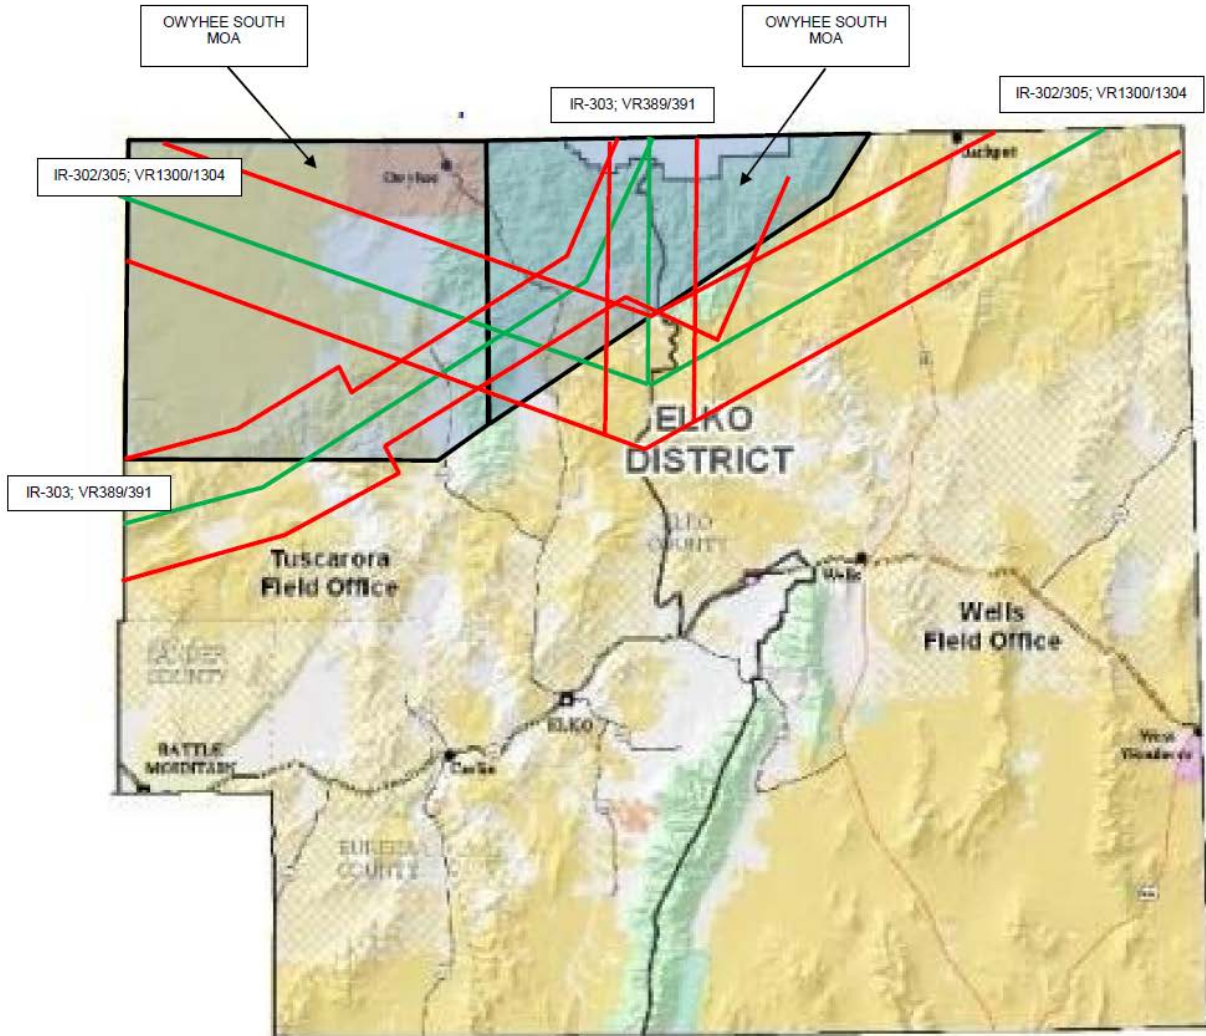 OWYHEE SOUTH
MOA
OWYHEE SOUTH
MOA
IR-303; VR389/391
IR-302/305; VR1300/1304
Jackpot
Owyhee
IR-302/305; VR1300/1304
ELKO
DISTRICT
IR-303; VR389/391
ELKO
COUNTY
Tuscarora
Field Office
Wells
Wells
Field Office
LANDER
COUNTY
ELKO
BATTLE
MOUNTAIN
Carlin
West
Wendover
EUREKA
COUNTY